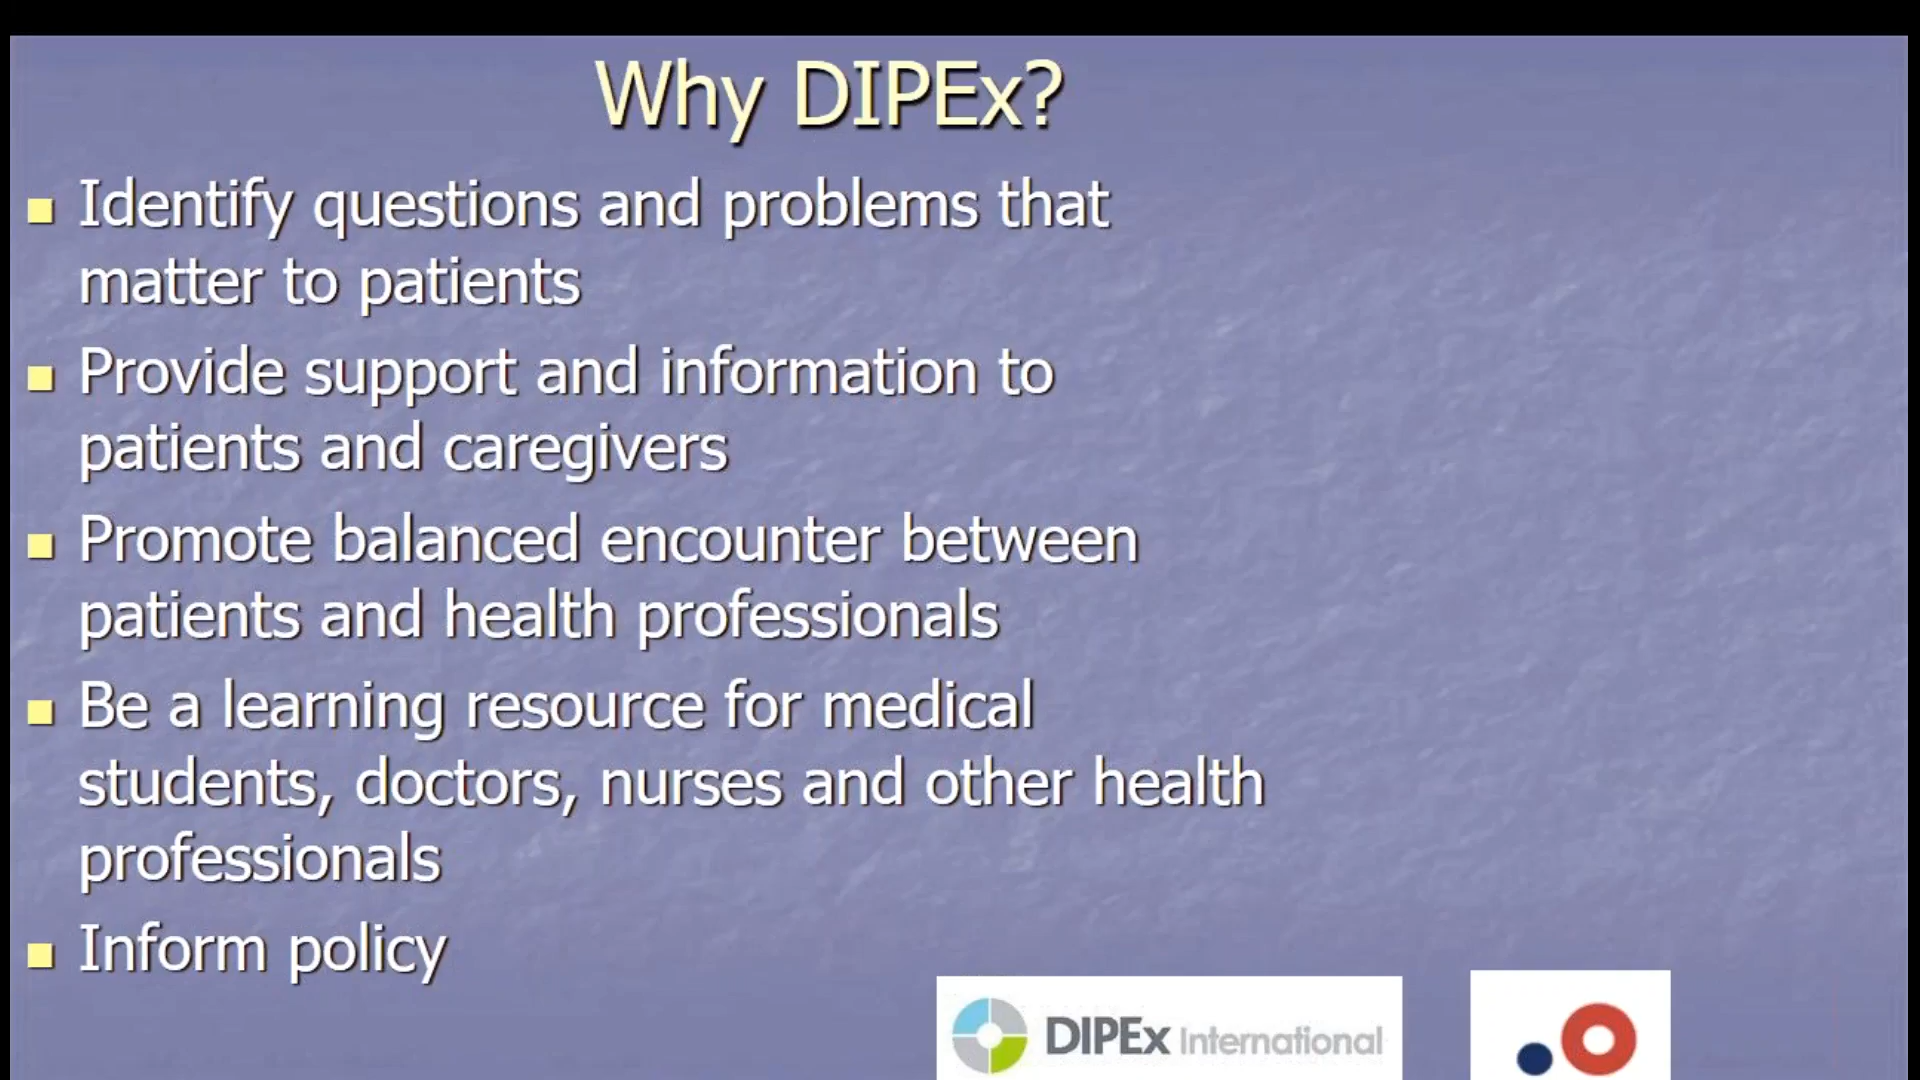 Why DIPEx?
Identify questions and problems that
matter to patients
Provide support and information to
patients and caregivers
Promote balanced encounter between
patients and health professionals
Be a learning resource for medical
students, doctors, nurses and other health
professionals
Inform policy
DIPEx International